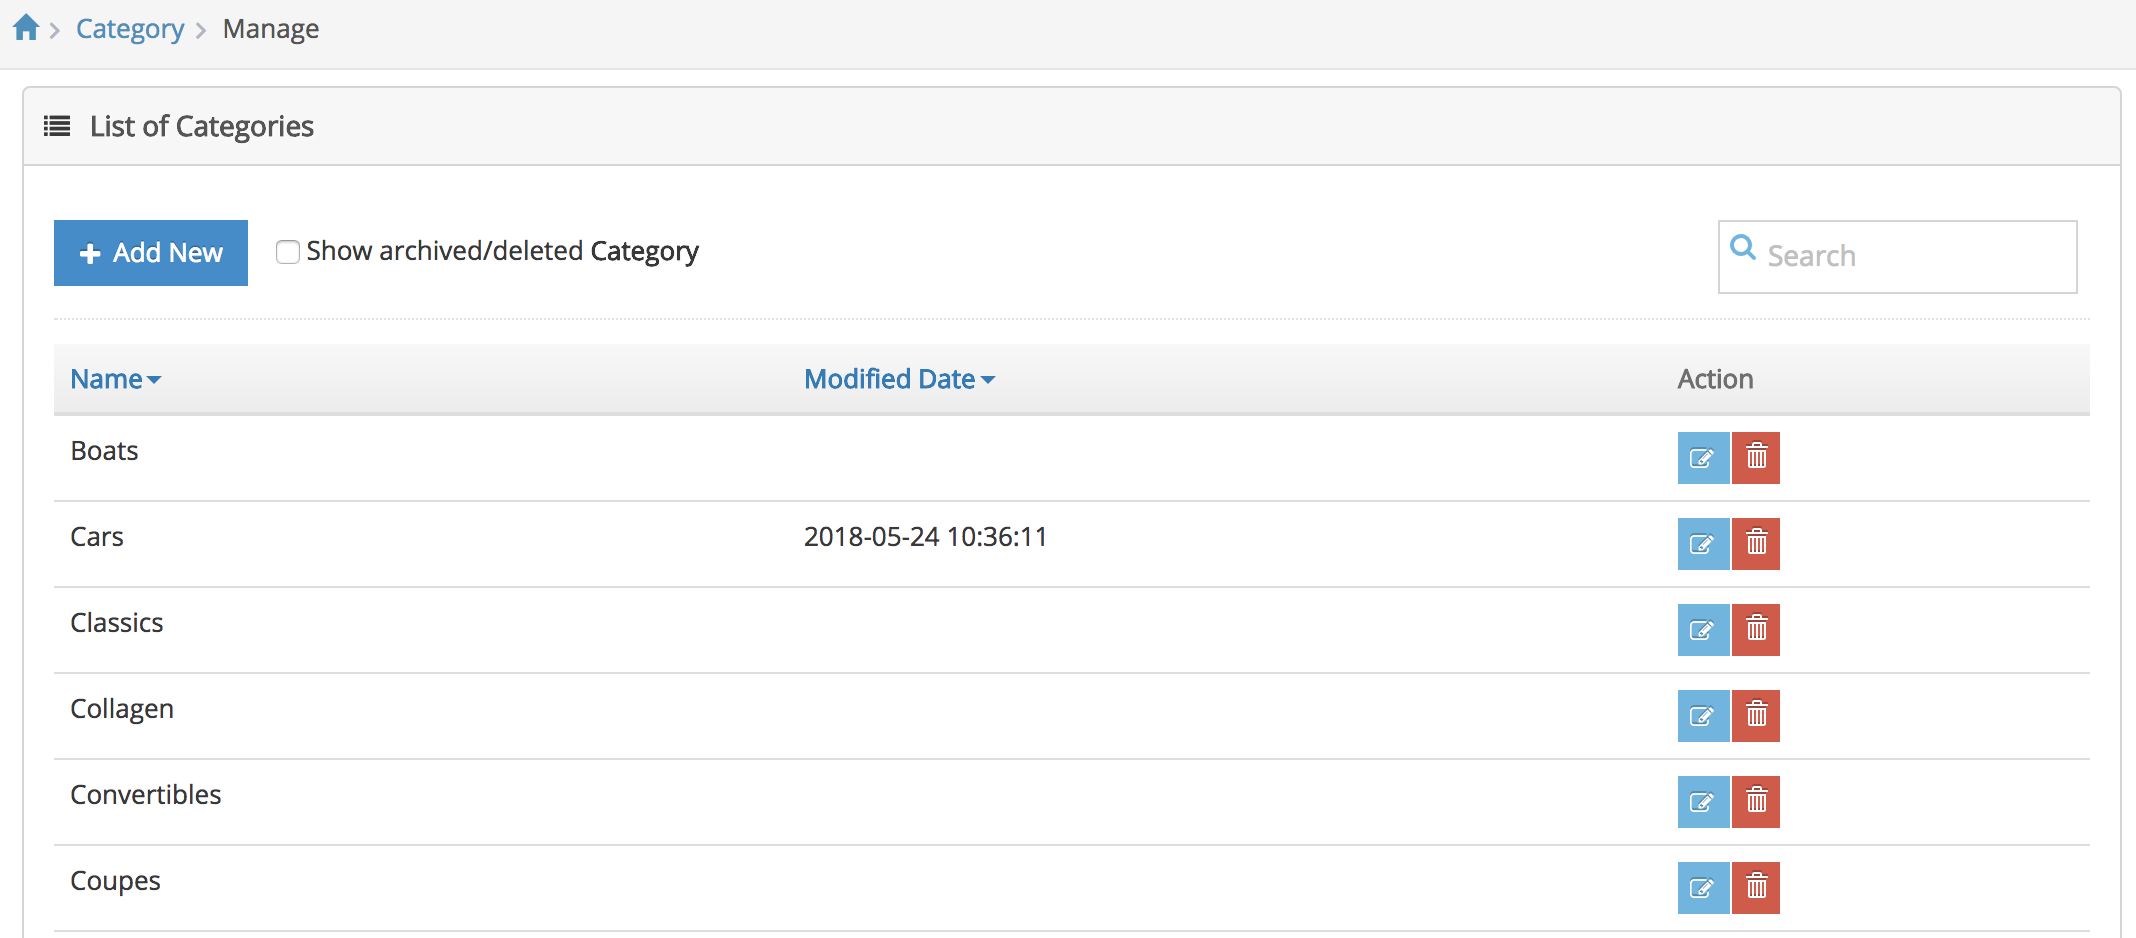 Category Manage
List of Categories
Add New Show archived/deleted Category Search
Name Modified Date Action
Boats
Cars 2018-05-24 10:36:11
Classics
Collagen
Convertibles
Coupes